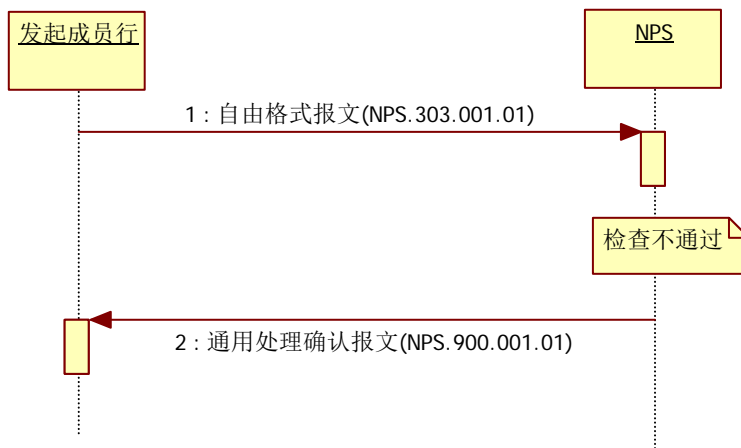 发起成员行
NPS
1 : 自由格式报文(NPS.303.001.01)
检查不通过
2 : 通用处理确认报文(NPS.900.001.01)